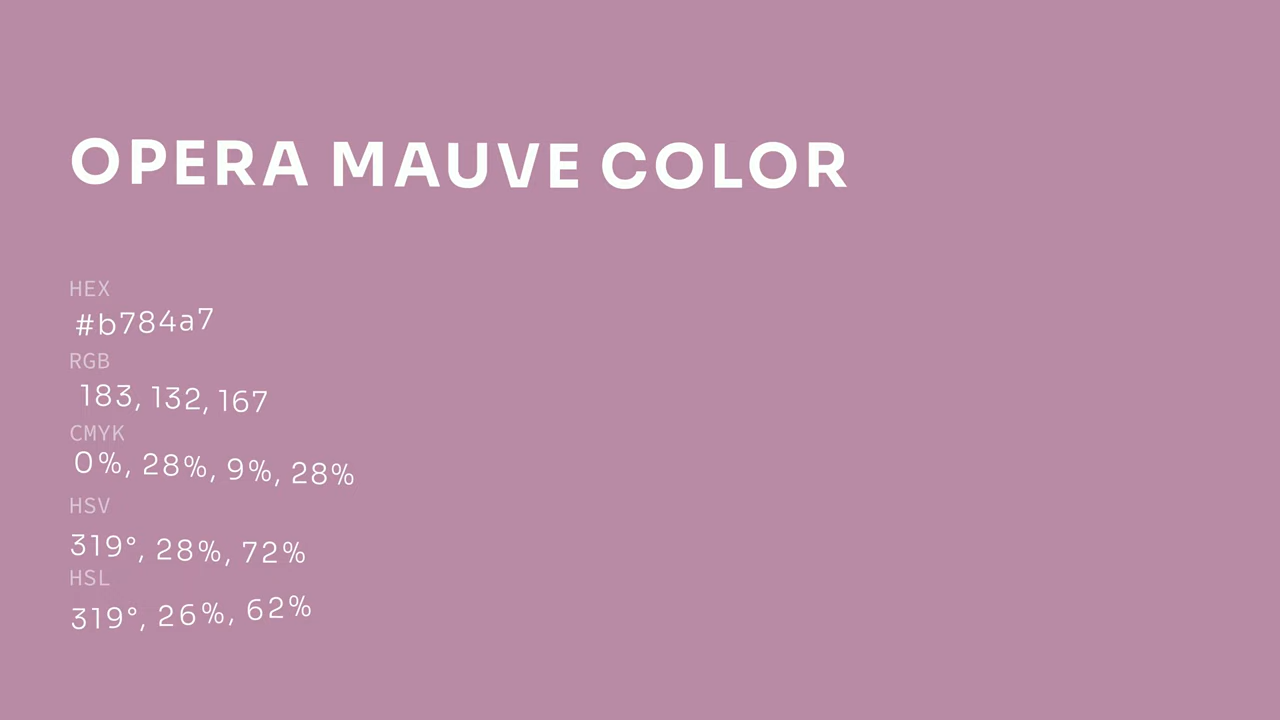 OPERA MAUVE COLOR
HEX
#b784a7
RGB
183, 132, 167
CMYK
0%, 28%, 9%, 28%
HSV
319°, 28%, 72%
HSL
319°, 26%, 62%